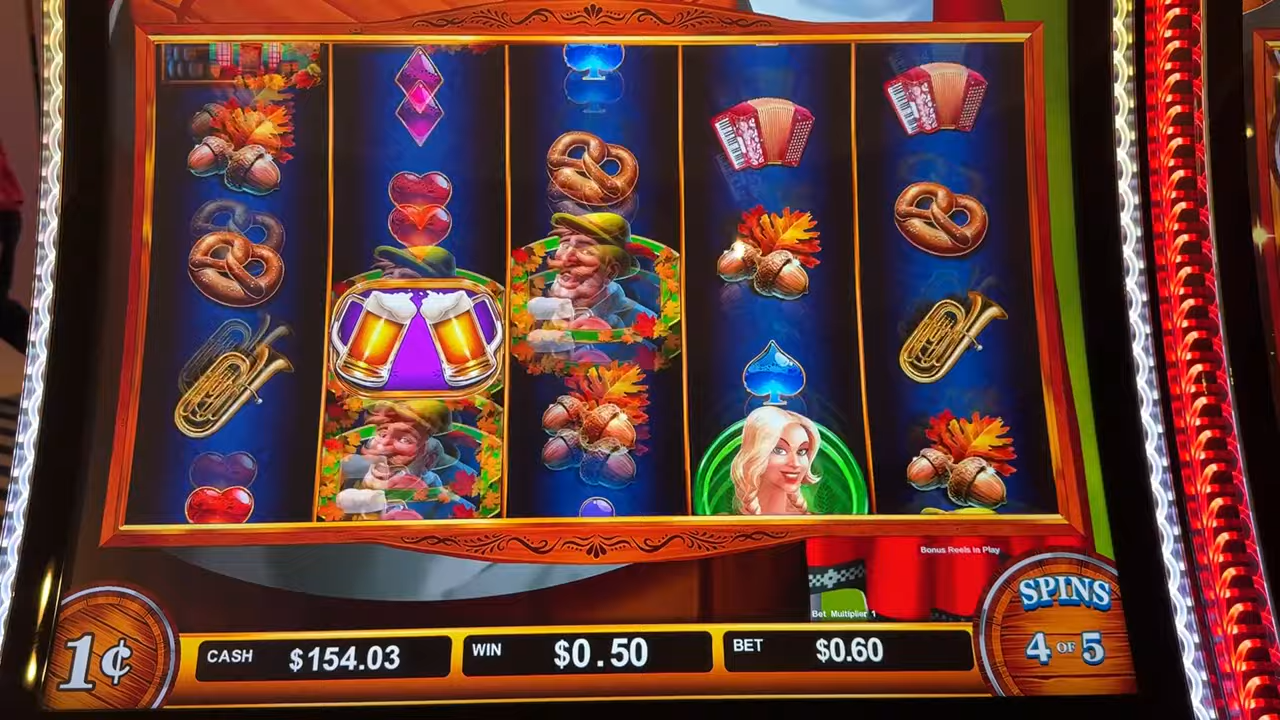 Bonus Reels In Play
SPINS
4 OF 5
Bet Multiplier 1
1¢
CASH $154.03
WIN $0.50
BET $0.60